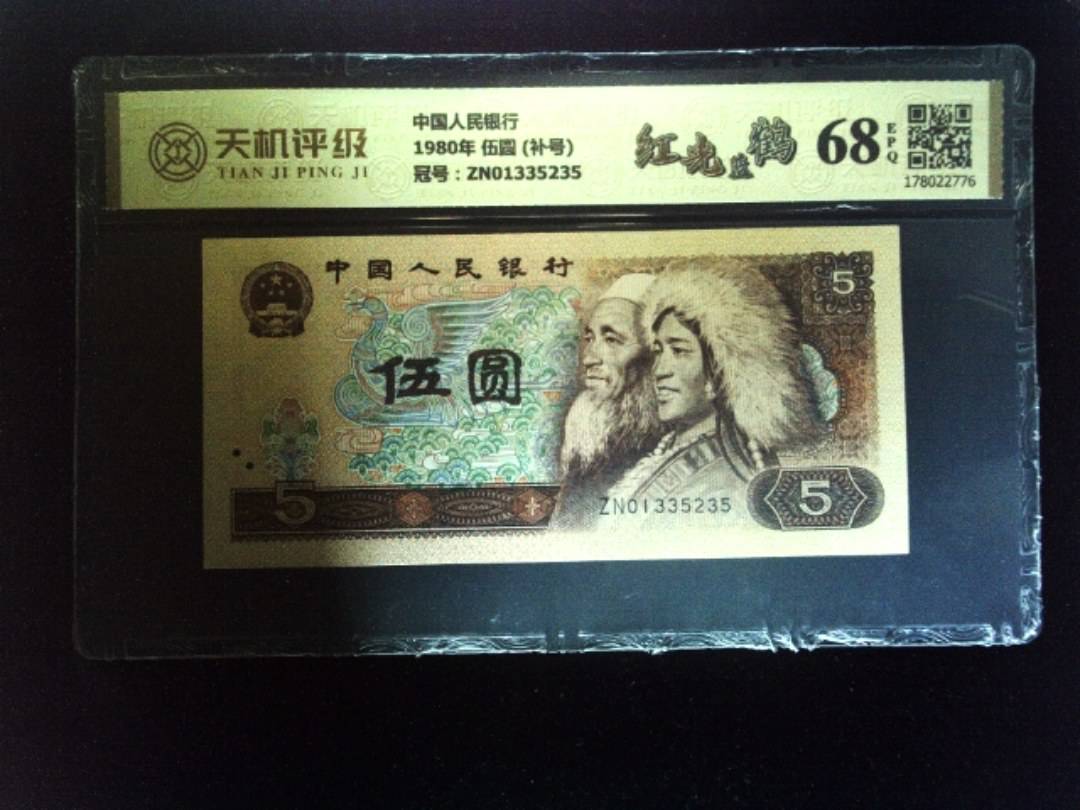 天机评级
TIAN JI PING JI
中国人民银行
1980年 伍圆 (补号)
冠号：ZN01335235
红光蓝鹤
68
EPQ
178022776
中国人民银行
5
伍圆
5
ZN01335235
5